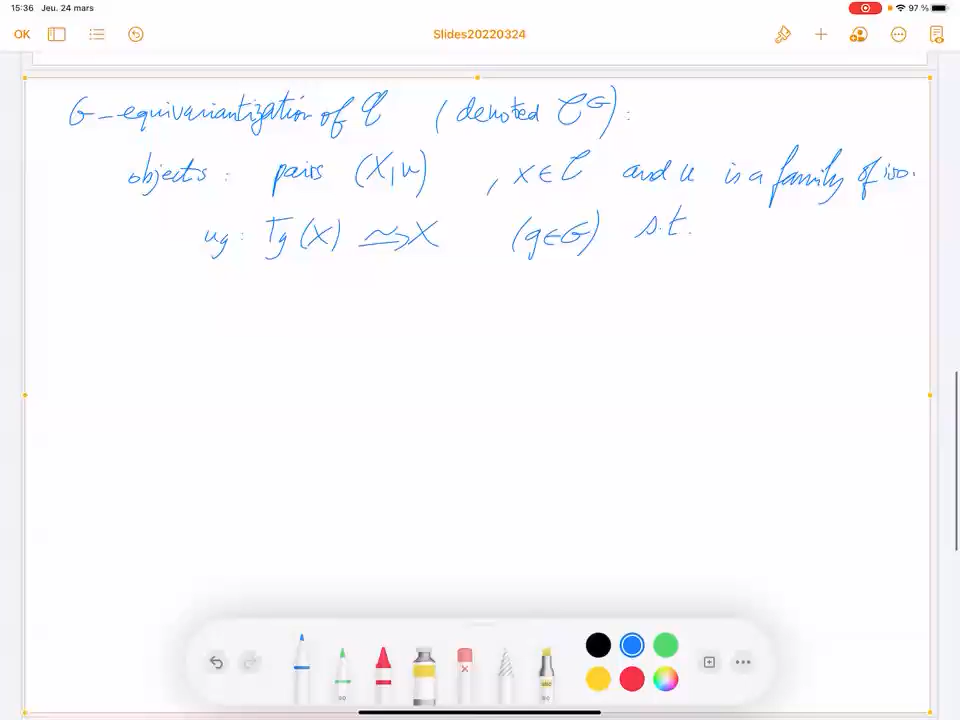 15:36 Jeu. 24 mars 97 %
OK Slides20220324
G-equivariantization of C (denoted C^G) :
objects : pairs (X, u) , X ∈ C and u is a family of iso.
u_g : T_g(X) ≃→ X (g ∈ G) s.t.